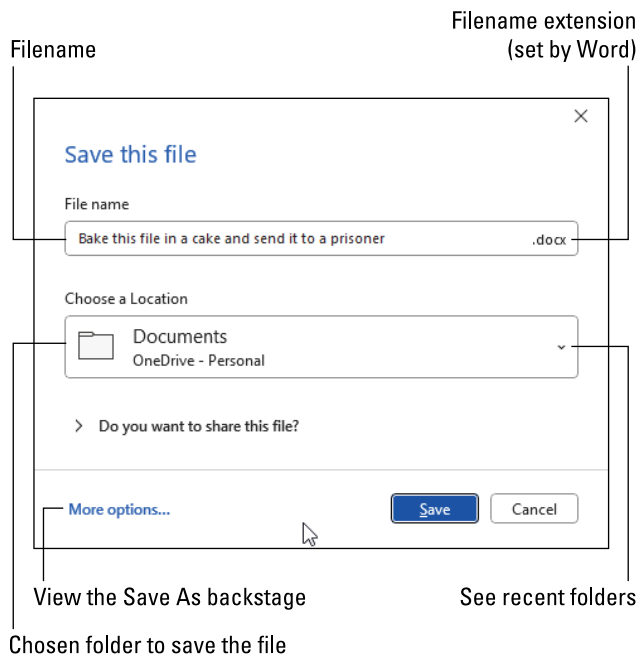 Filename extension
(set by Word)
Filename
Save this file
File name
Bake this file in a cake and send it to a prisoner
.docx
Choose a Location
Documents
OneDrive - Personal
Do you want to share this file?
More options...
Save
Cancel
View the Save As backstage
See recent folders
Chosen folder to save the file